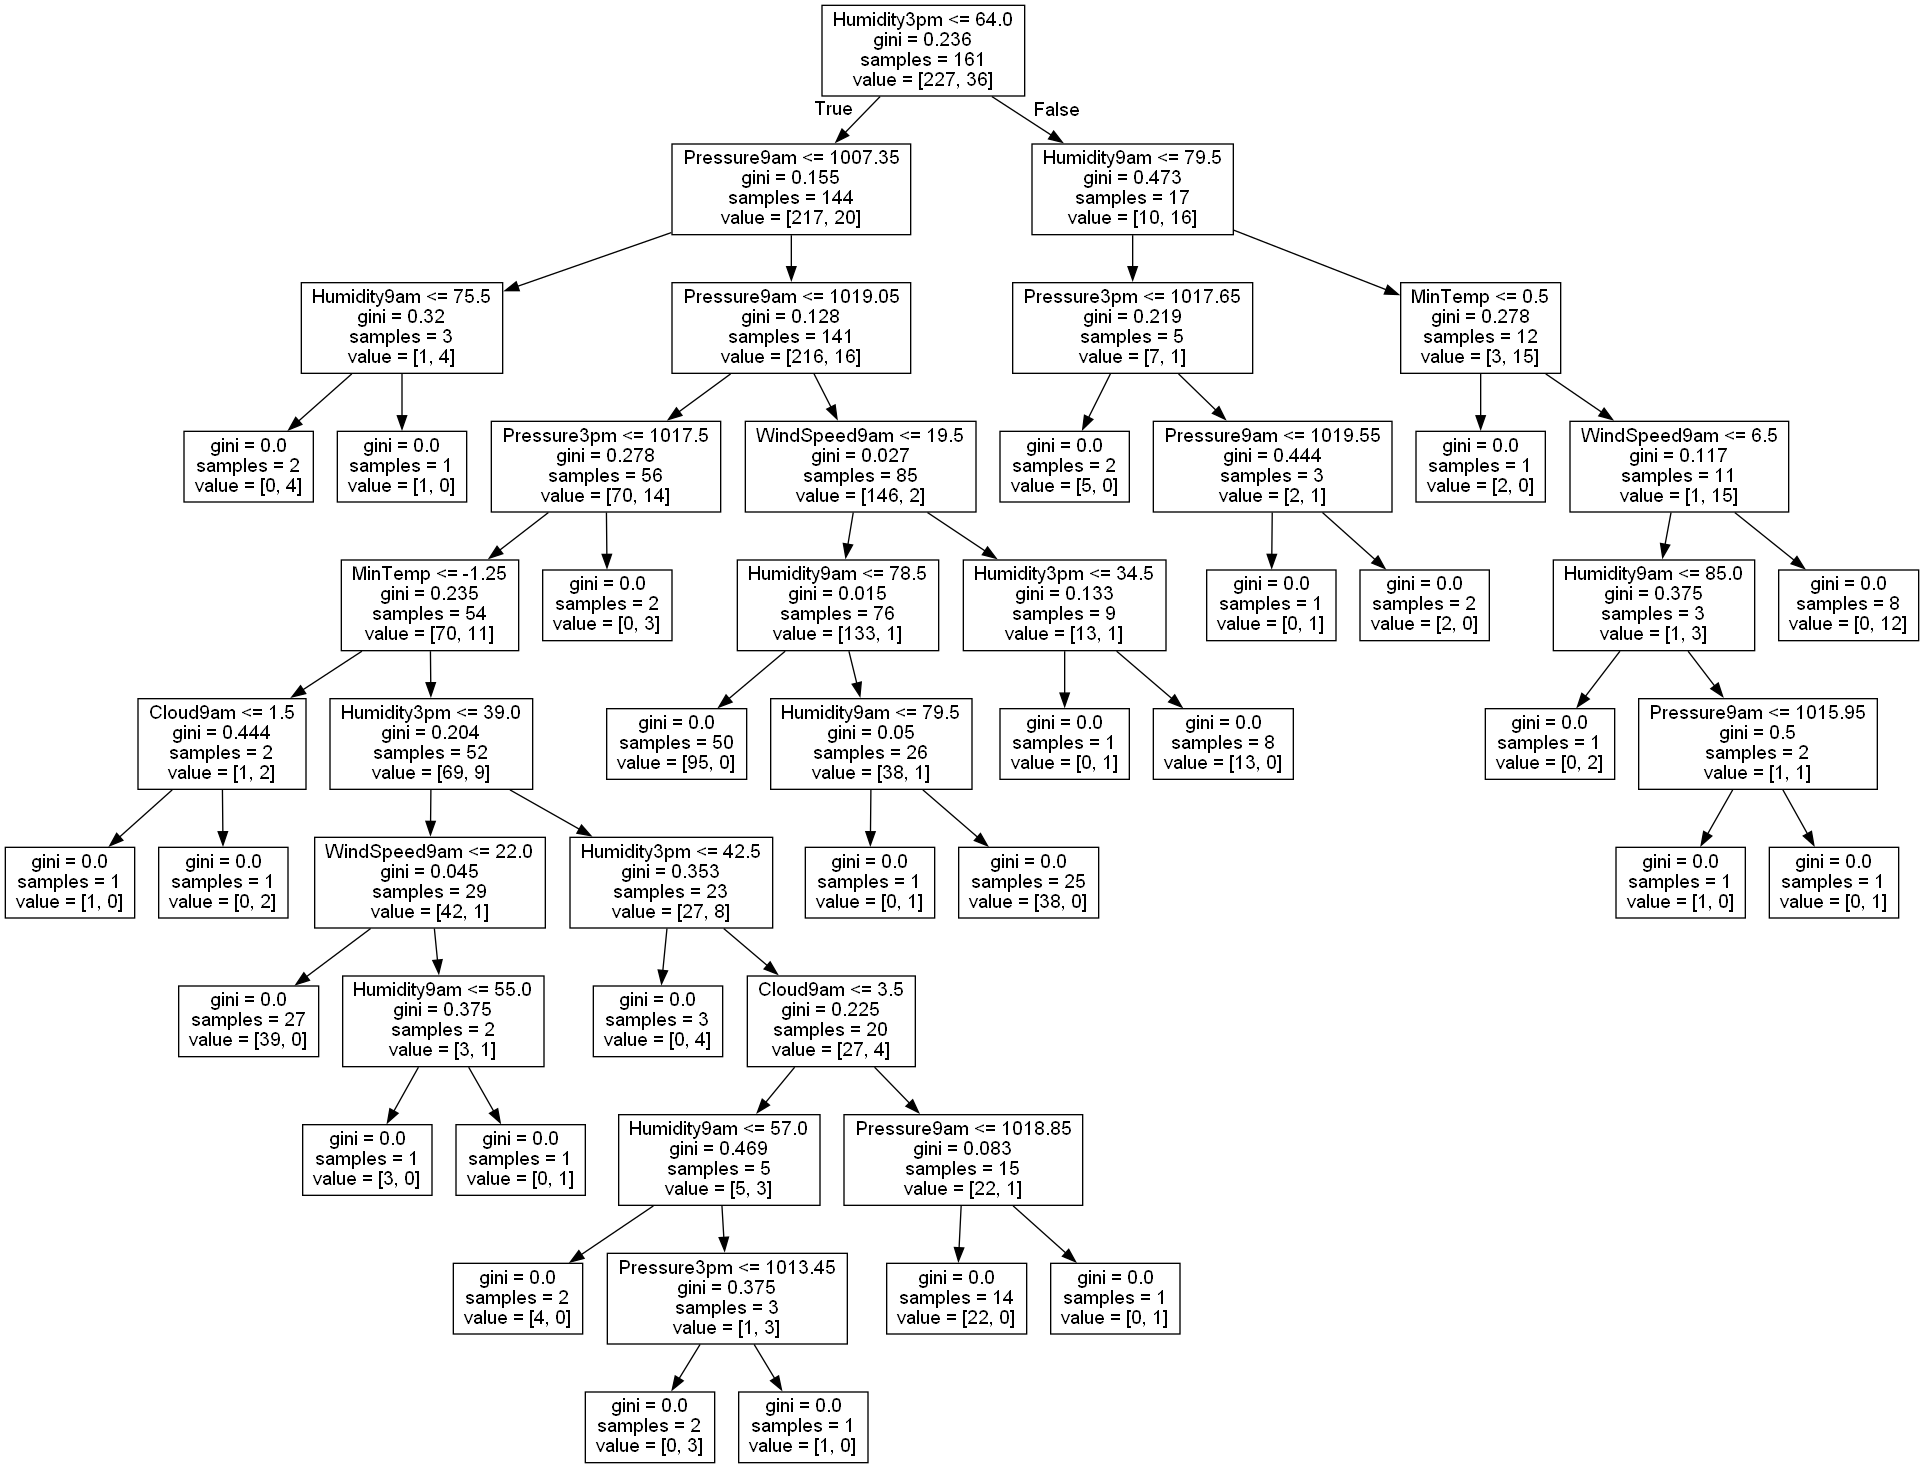 Humidity3pm <= 64.0
gini = 0.236
samples = 161
value = [227, 36]
True
False
Pressure9am <= 1007.35
gini = 0.155
samples = 144
value = [217, 20]
Humidity9am <= 79.5
gini = 0.473
samples = 17
value = [10, 16]
Humidity9am <= 75.5
gini = 0.32
samples = 3
value = [1, 4]
Pressure9am <= 1019.05
gini = 0.128
samples = 141
value = [216, 16]
Pressure3pm <= 1017.65
gini = 0.219
samples = 5
value = [7, 1]
MinTemp <= 0.5
gini = 0.278
samples = 12
value = [3, 15]
gini = 0.0
samples = 2
value = [0, 4]
gini = 0.0
samples = 1
value = [1, 0]
Pressure3pm <= 1017.5
gini = 0.278
samples = 56
value = [70, 14]
WindSpeed9am <= 19.5
gini = 0.027
samples = 85
value = [146, 2]
gini = 0.0
samples = 2
value = [5, 0]
Pressure9am <= 1019.55
gini = 0.444
samples = 3
value = [2, 1]
gini = 0.0
samples = 1
value = [2, 0]
WindSpeed9am <= 6.5
gini = 0.117
samples = 11
value = [1, 15]
MinTemp <= -1.25
gini = 0.235
samples = 54
value = [70, 11]
gini = 0.0
samples = 2
value = [0, 3]
Humidity9am <= 78.5
gini = 0.015
samples = 76
value = [133, 1]
Humidity3pm <= 34.5
gini = 0.133
samples = 9
value = [13, 1]
gini = 0.0
samples = 1
value = [0, 1]
gini = 0.0
samples = 2
value = [2, 0]
Humidity9am <= 85.0
gini = 0.375
samples = 3
value = [1, 3]
gini = 0.0
samples = 8
value = [0, 12]
Cloud9am <= 1.5
gini = 0.444
samples = 2
value = [1, 2]
Humidity3pm <= 39.0
gini = 0.204
samples = 52
value = [69, 9]
gini = 0.0
samples = 50
value = [95, 0]
Humidity9am <= 79.5
gini = 0.05
samples = 26
value = [38, 1]
gini = 0.0
samples = 1
value = [0, 1]
gini = 0.0
samples = 8
value = [13, 0]
gini = 0.0
samples = 1
value = [0, 2]
Pressure9am <= 1015.95
gini = 0.5
samples = 2
value = [1, 1]
gini = 0.0
samples = 1
value = [1, 0]
gini = 0.0
samples = 1
value = [0, 2]
WindSpeed9am <= 22.0
gini = 0.045
samples = 29
value = [42, 1]
Humidity3pm <= 42.5
gini = 0.353
samples = 23
value = [27, 8]
gini = 0.0
samples = 1
value = [0, 1]
gini = 0.0
samples = 25
value = [38, 0]
gini = 0.0
samples = 1
value = [1, 0]
gini = 0.0
samples = 1
value = [0, 1]
gini = 0.0
samples = 27
value = [39, 0]
Humidity9am <= 55.0
gini = 0.375
samples = 2
value = [3, 1]
gini = 0.0
samples = 3
value = [0, 4]
Cloud9am <= 3.5
gini = 0.225
samples = 20
value = [27, 4]
gini = 0.0
samples = 1
value = [3, 0]
gini = 0.0
samples = 1
value = [0, 1]
Humidity9am <= 57.0
gini = 0.469
samples = 5
value = [5, 3]
Pressure9am <= 1018.85
gini = 0.083
samples = 15
value = [22, 1]
gini = 0.0
samples = 2
value = [4, 0]
Pressure3pm <= 1013.45
gini = 0.375
samples = 3
value = [1, 3]
gini = 0.0
samples = 14
value = [22, 0]
gini = 0.0
samples = 1
value = [0, 1]
gini = 0.0
samples = 2
value = [0, 3]
gini = 0.0
samples = 1
value = [1, 0]